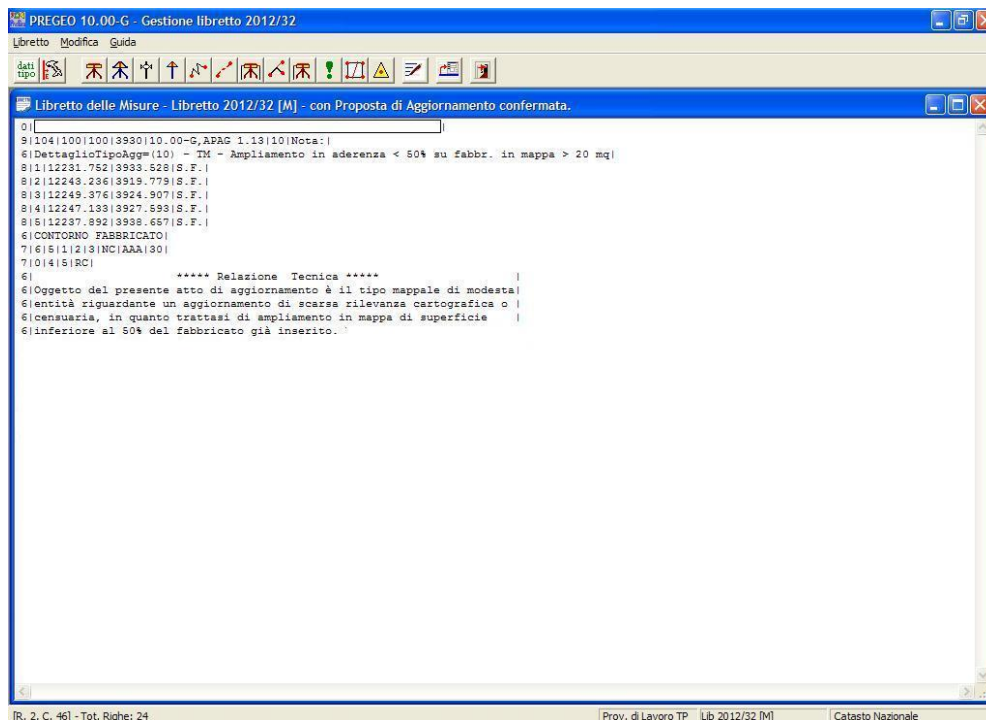 PREGEO 10.00-G - Gestione libretto 2012/32
Libretto Modifica Guida
dati
tipo
Libretto delle Misure - Libretto 2012/32 [M] - con Proposta di Aggiornamento confermata.
0| |
9|104|100|100|3930|10.00-G,APAG 1.13|10|Nota:|
6|DettaglioTipoAgg=(10) - TM - Ampliamento in aderenza < 50% su fabbr. in mappa > 20 mq|
8|1|12231.752|3933.528|S.F.|
8|2|12243.236|3919.779|S.F.|
8|3|12249.376|3924.907|S.F.|
8|4|12247.133|3927.593|S.F.|
8|5|12237.892|3938.657|S.F.|
6|CONTORNO FABBRICATO|
7|6|5|1|2|3|NC|AAA|30|
7|0|4|5|RC|
6| ***** Relazione Tecnica ***** |
6|Oggetto del presente atto di aggiornamento è il tipo mappale di modesta|
6|entità riguardante un aggiornamento di scarsa rilevanza cartografica o |
6|censuaria, in quanto trattasi di ampliamento in mappa di superficie |
6|inferiore al 50% del fabbricato già inserito.
[R. 2, C. 46] - Tot. Righe: 24
Prov. di Lavoro TP
Lib 2012/32 [M]
Catasto Nazionale